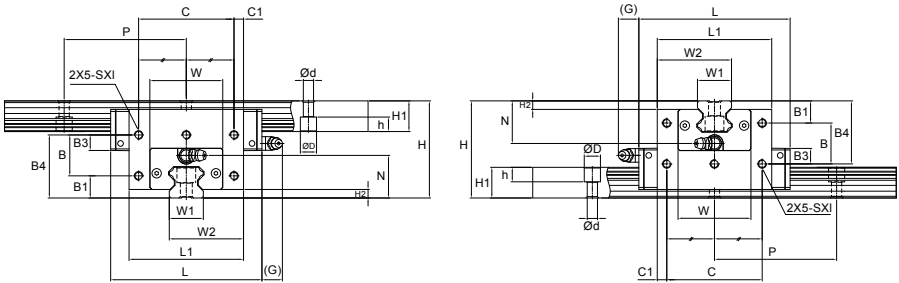 C
C1
P
W
Ød
2X5-SXI
H1
h
H
B3
ØD
B
B4
N
B1
H2
W1
W2
L1
L
(G)
(G)
L
L1
W2
W1
H2
B1
N
B4
B
H
ØD
B3
H1
h
W
2X5-SXI
Ød
P
C1
C